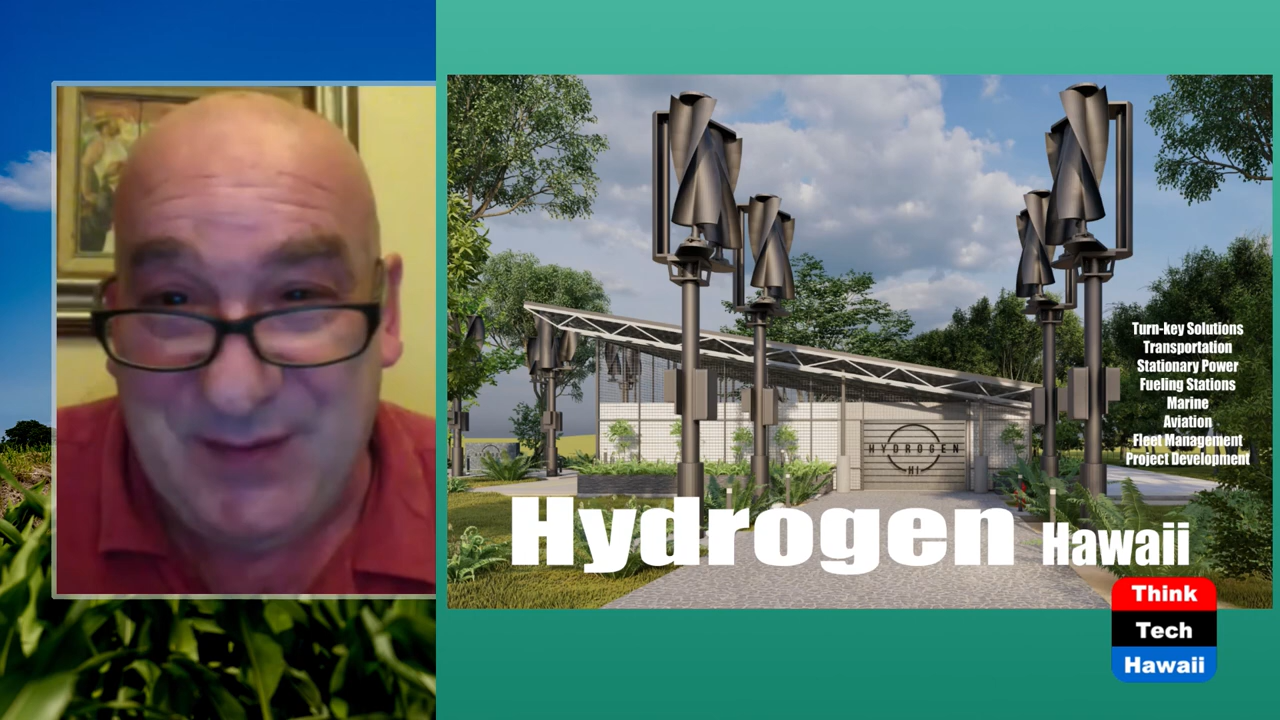 Turn-key Solutions
Transportation
Stationary Power
Fueling Stations
Marine
Aviation
Fleet Management
Project Development
HYDROGEN
HI
Hydrogen Hawaii
Think
Tech
Hawaii